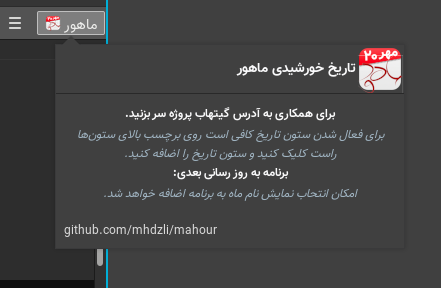 ماهور
مهر ۲۰
تاریخ خورشیدی ماهور
برای همکاری به آدرس گیتهاب پروژه سر بزنید.
برای فعال شدن ستون تاریخ کافی است روی برچسب بالای ستون‌ها
راست کلیک کنید و ستون تاریخ را اضافه کنید.
برنامه به روز رسانی بعدی:
امکان انتخاب نمایش نام ماه به برنامه اضافه خواهد شد.
github.com/mhdzli/mahour